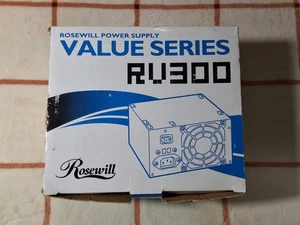 ROSEWILL POWER SUPPLY
VALUE SERIES
RV300
Rosewill